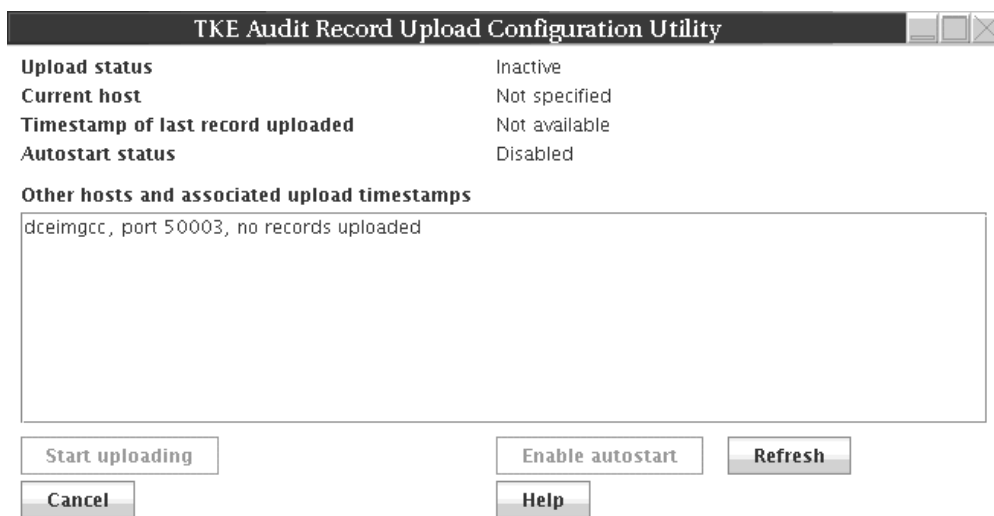 TKE Audit Record Upload Configuration Utility
Upload status Inactive
Current host Not specified
Timestamp of last record uploaded Not available
Autostart status Disabled
Other hosts and associated upload timestamps
dceimgcc, port 50003, no records uploaded
Start uploading Enable autostart Refresh
Cancel Help